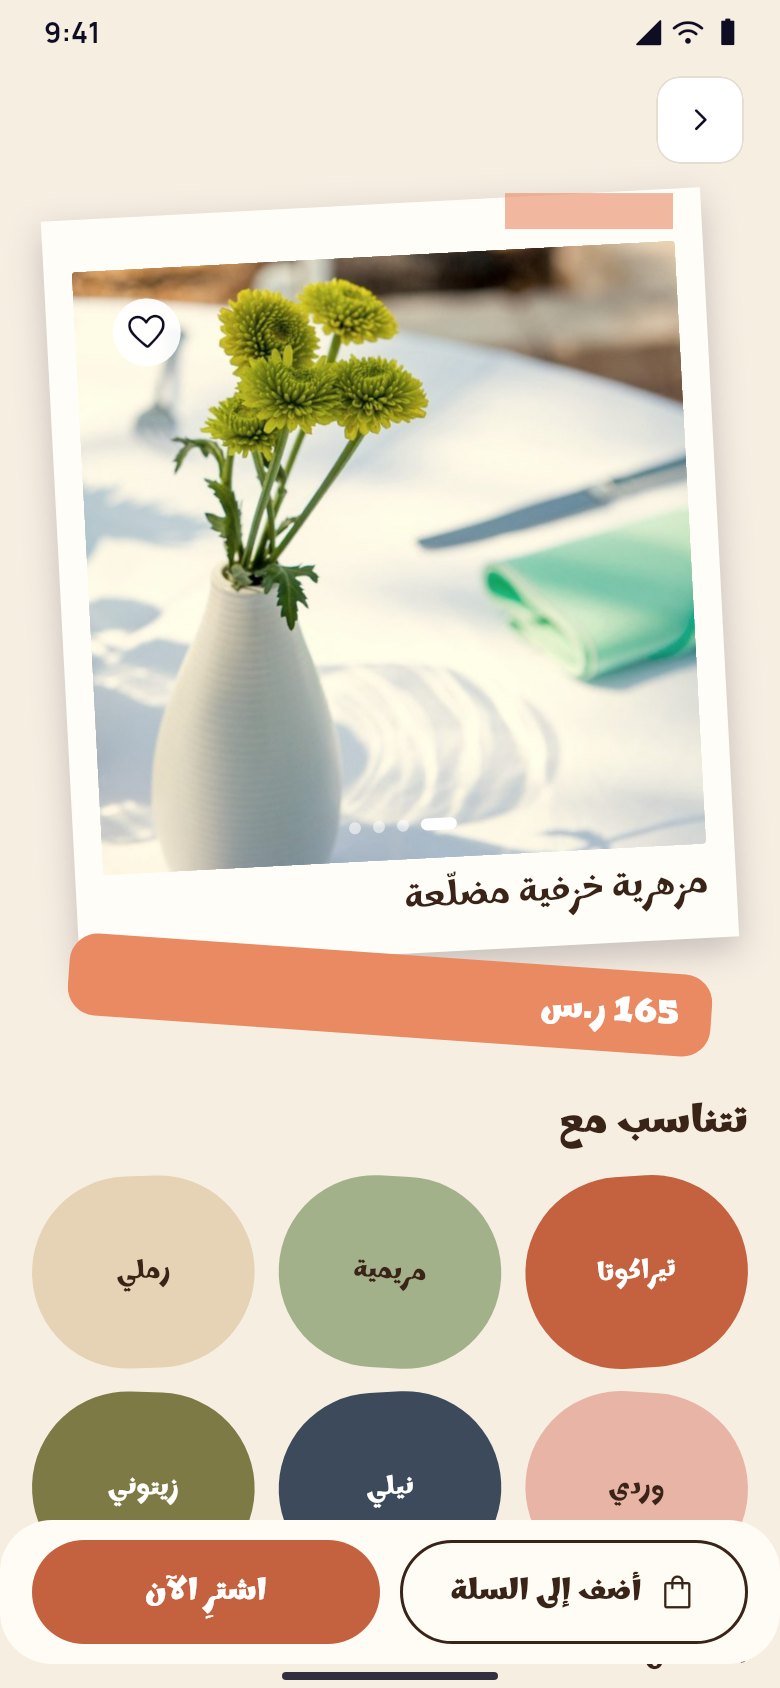 9:41
مزهرية خزفية مضلّعة
165 ر.س
تتناسب مع
تيراكوتا
مريمية
رملي
وردي
نيلي
زيتوني
أضف إلى السلة
اشترِ الآن